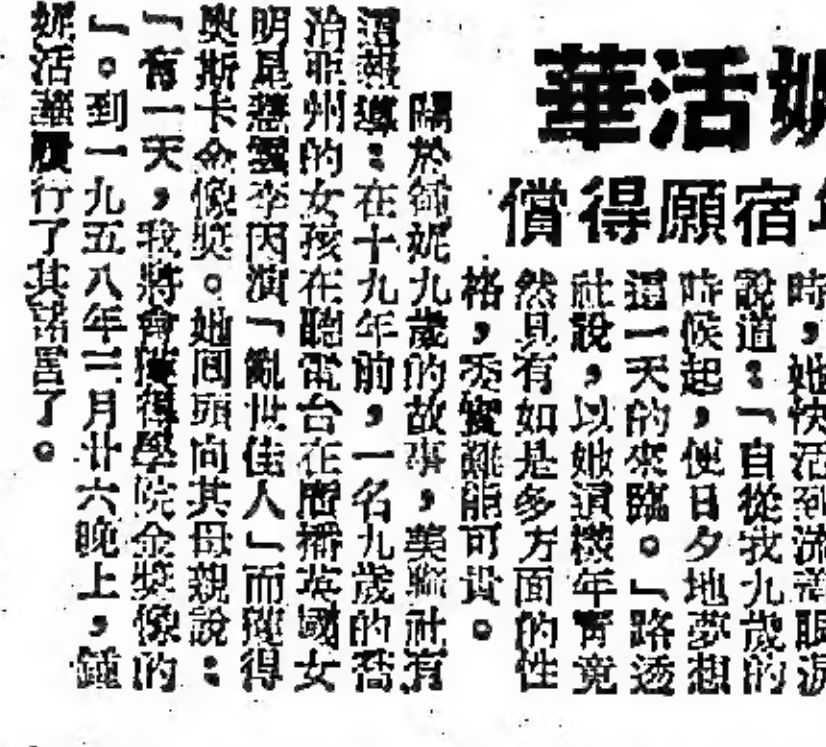 妮活華
宿願得償
時，她快活到流着眼淚
說道：「自從我九歲的
時候起，便日夕地夢想
這一天的來臨。」路透
社說，以她這樣年靑竟
然具有如是多方面的性
格，委實難能可貴。
關於鍾妮九歲的故事，美聯社有
這報導：在十九年前，一名九歲的喬
治亞州的女孩在聽電台在廣播英國女
明星慧雲李因演「亂世佳人」而獲得
奧斯卡金像獎。她回頭向其母親說：
「有一天，我將會獲得學院金獎像的
」。到一九五八年三月廿六晚上，鍾
妮活華履行了其諾言了。